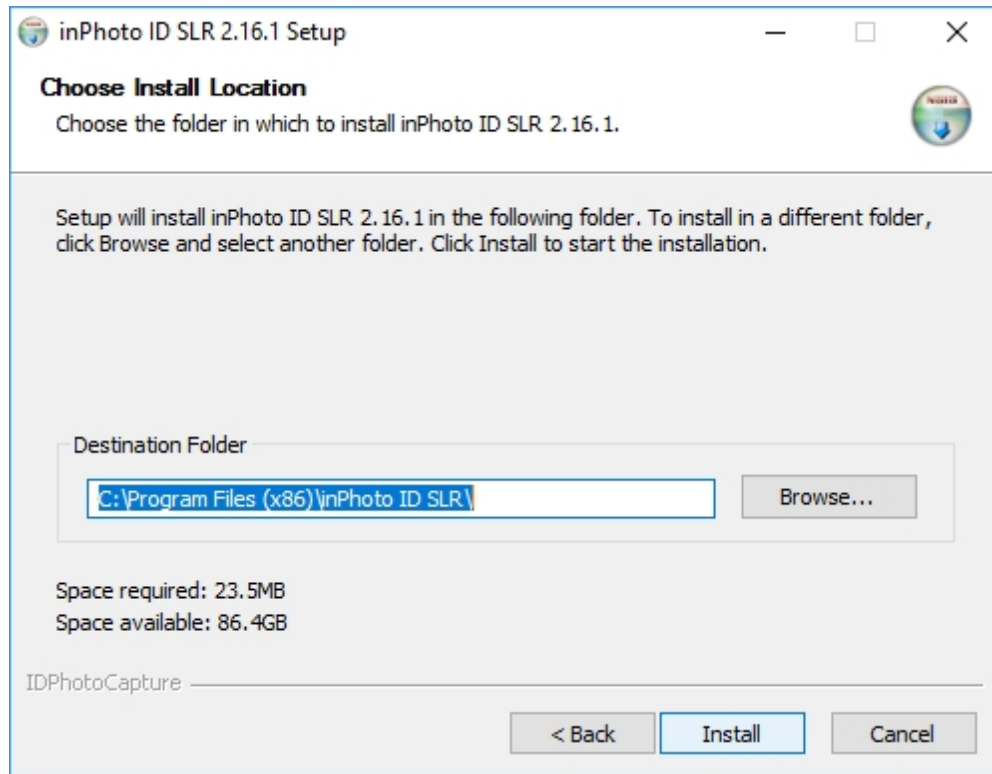 inPhoto ID SLR 2.16.1 Setup
Choose Install Location
Choose the folder in which to install inPhoto ID SLR 2.16.1.
Setup will install inPhoto ID SLR 2.16.1 in the following folder. To install in a different folder,
click Browse and select another folder. Click Install to start the installation.
Destination Folder
C:\Program Files (x86)\inPhoto ID SLR\
Browse...
Space required: 23.5MB
Space available: 86.4GB
IDPhotoCapture
< Back
Install
Cancel